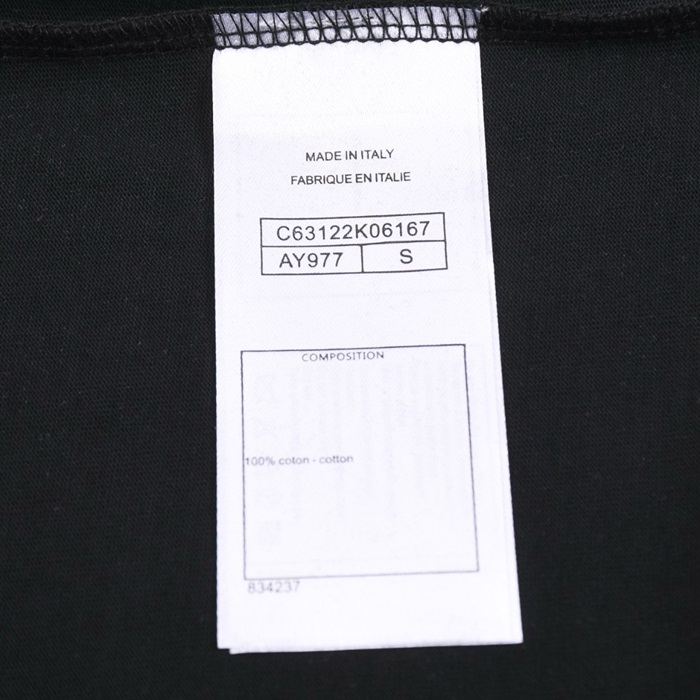 MADE IN ITALY
FABRIQUE EN ITALIE
C63122K06167
AY977 S
COMPOSITION
100% coton - cotton
834237